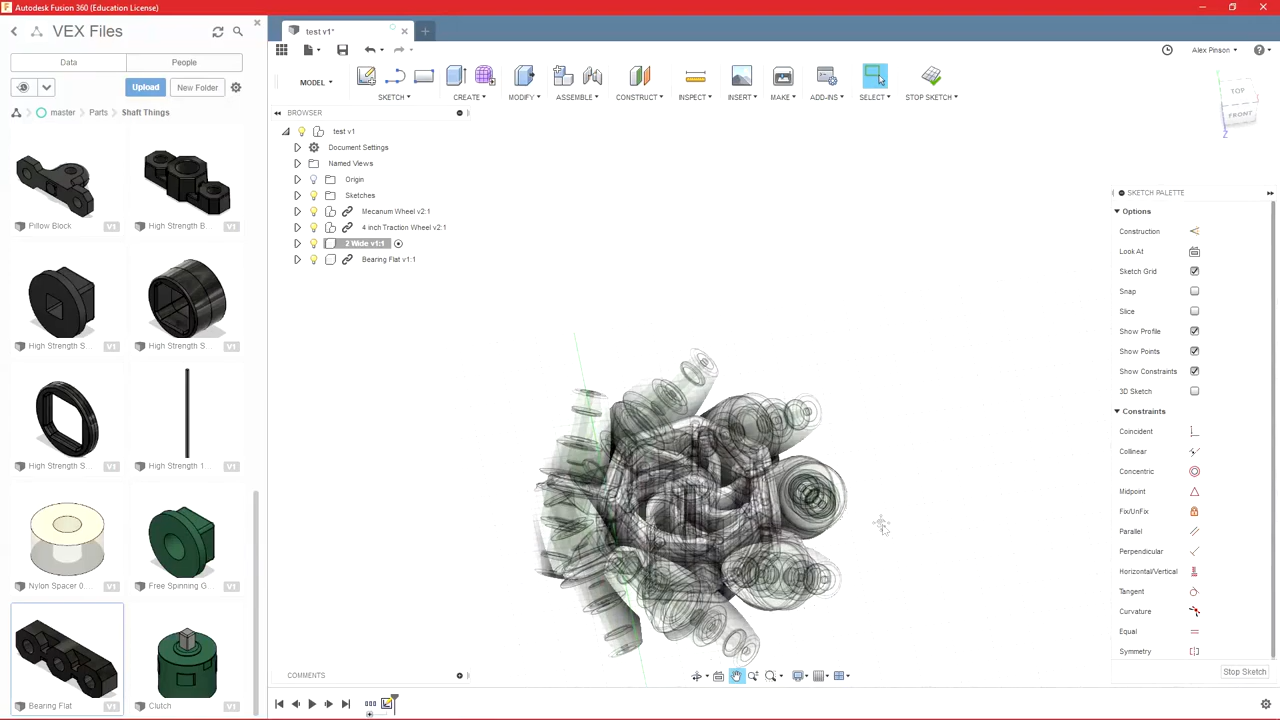 Autodesk Fusion 360 (Education License)
VEX Files
test v1*
Alex Pinson
Data People
MODEL
SKETCH CREATE MODIFY ASSEMBLE CONSTRUCT INSPECT INSERT MAKE ADD-INS SELECT STOP SKETCH
Upload New Folder
master Parts Shaft Things
BROWSER
test v1
Document Settings
Named Views
Origin
Sketches
Mecanum Wheel v2:1
4 inch Traction Wheel v2:1
2 Wide v1:1
Bearing Flat v1:1
TOP
FRONT
Z
Pillow Block V1
High Strength B... V1
High Strength S... V1
High Strength S... V1
High Strength S... V1
High Strength 1... V1
Nylon Spacer 0.... V1
Free Spinning G... V1
Bearing Flat V1
Clutch V1
SKETCH PALETTE
Options
Construction
Look At
Sketch Grid
Snap
Slice
Show Profile
Show Points
Show Constraints
3D Sketch
Constraints
Coincident
Collinear
Concentric
Midpoint
Fix/UnFix
Parallel
Perpendicular
Horizontal/Vertical
Tangent
Curvature
Equal
Symmetry
Stop Sketch
COMMENTS